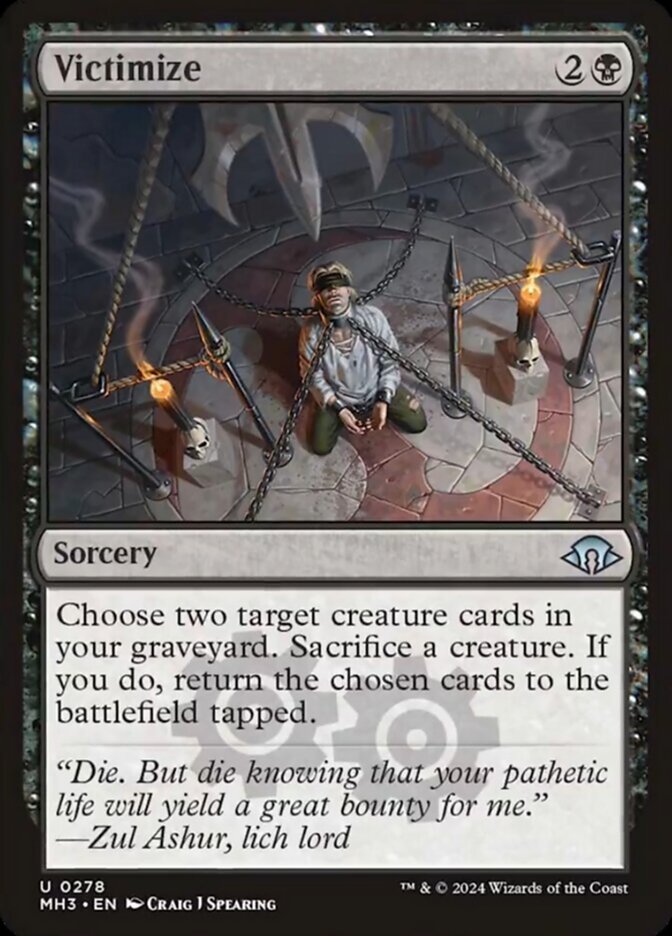 Victimize 2
Sorcery
Choose two target creature cards in
your graveyard. Sacrifice a creature. If
you do, return the chosen cards to the
battlefield tapped.
“Die. But die knowing that your pathetic
life will yield a great bounty for me.”
—Zul Ashur, lich lord
U 0278
MH3 • EN CRAIG J SPEARING
™ & © 2024 Wizards of the Coast